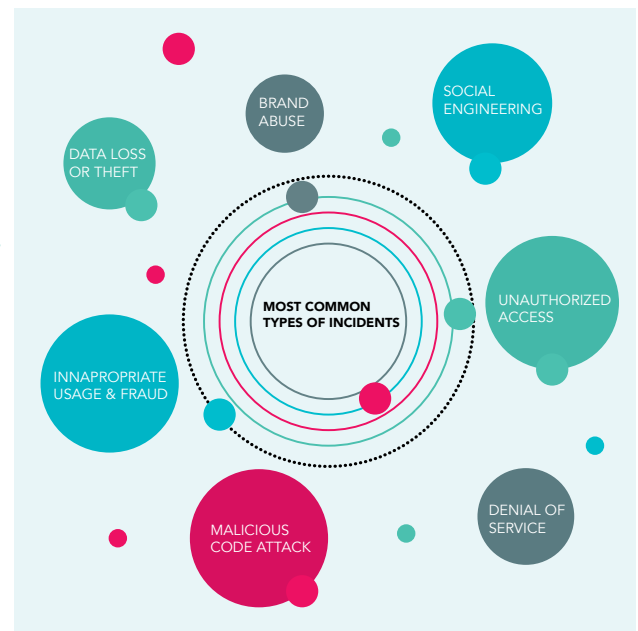 BRAND
ABUSE
SOCIAL
ENGINEERING
DATA LOSS
OR THEFT
MOST COMMON
TYPES OF INCIDENTS
UNAUTHORIZED
ACCESS
INNAPROPRIATE
USAGE & FRAUD
MALICIOUS
CODE ATTACK
DENIAL OF
SERVICE